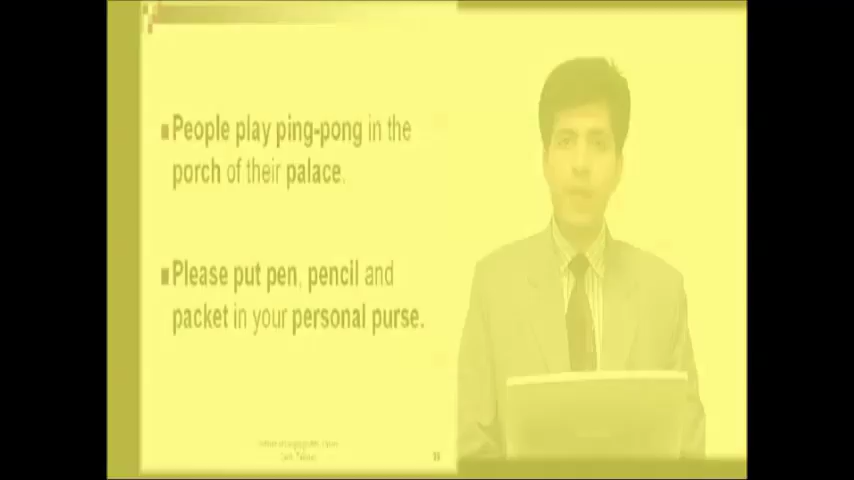 People play ping-pong in the
porch of their palace.
Please put pen, pencil and
packet in your personal purse.